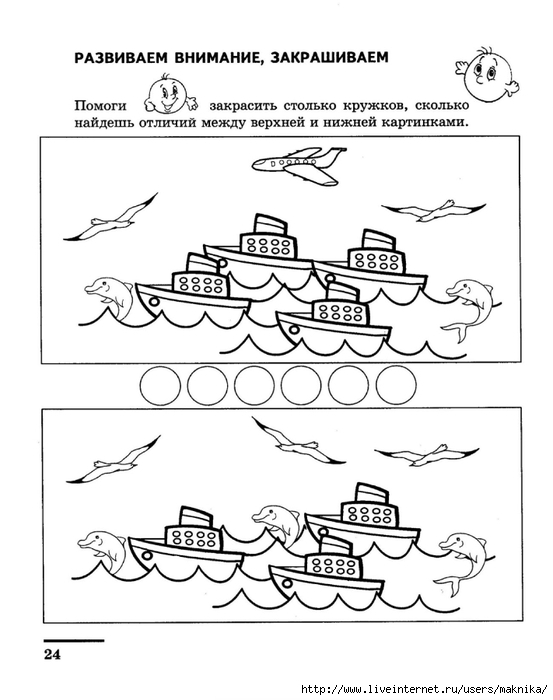 РАЗВИВАЕМ ВНИМАНИЕ, ЗАКРАШИВАЕМ
Помоги закрасить столько кружков, сколько
найдешь отличий между верхней и нижней картинками.
24
http://www.liveinternet.ru/users/maknika/